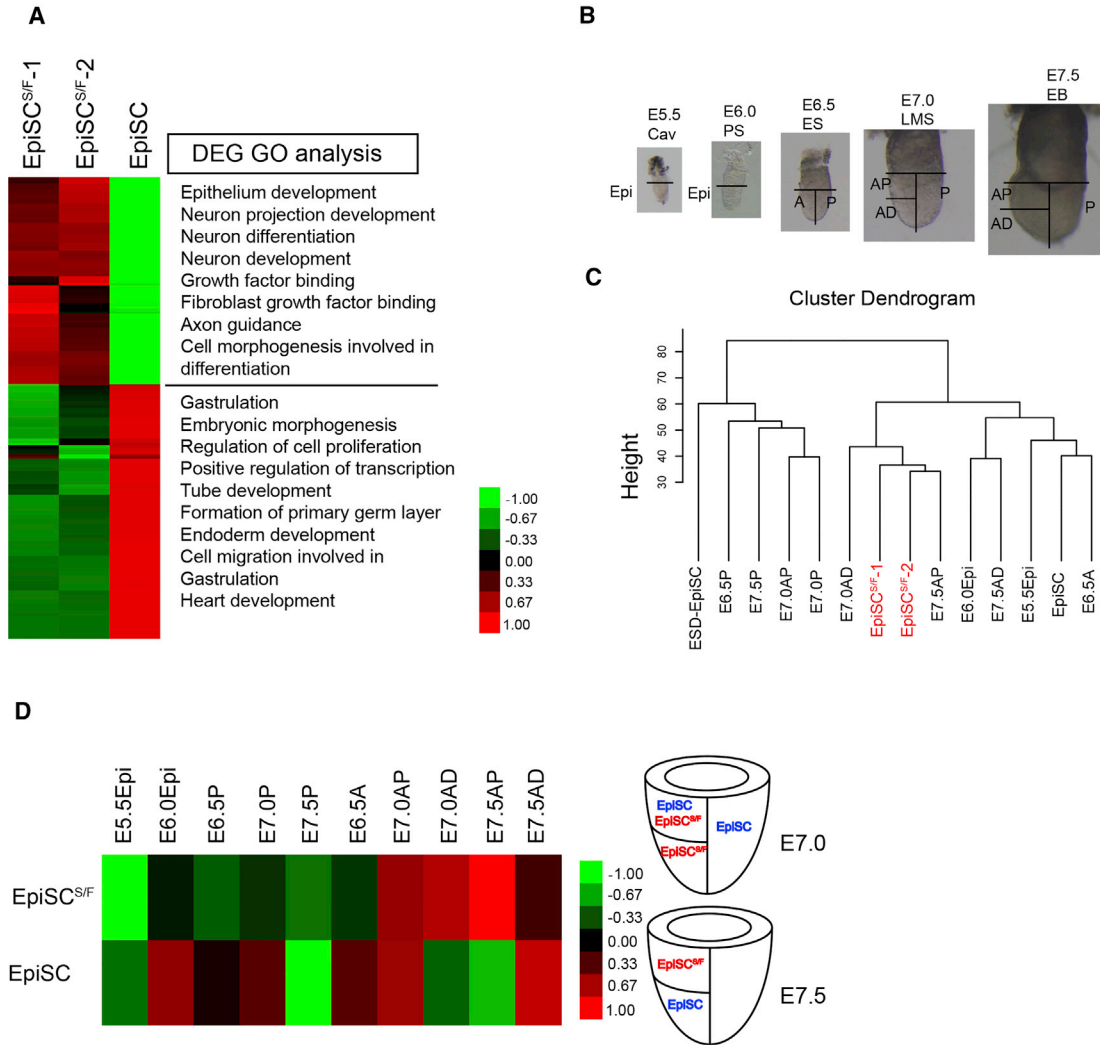 A
EpiSC^S/F-1
EpiSC^S/F-2
EpiSC
DEG GO analysis
Epithelium development
Neuron projection development
Neuron differentiation
Neuron development
Growth factor binding
Fibroblast growth factor binding
Axon guidance
Cell morphogenesis involved in
differentiation
Gastrulation
Embryonic morphogenesis
Regulation of cell proliferation
Positive regulation of transcription
Tube development
Formation of primary germ layer
Endoderm development
Cell migration involved in
Gastrulation
Heart development
-1.00
-0.67
-0.33
0.00
0.33
0.67
1.00
B
E5.5
Cav
Epi
E6.0
PS
Epi
E6.5
ES
A
P
E7.0
LMS
AP
AD
P
E7.5
EB
AP
AD
P
C
Cluster Dendrogram
Height
80
70
60
50
40
30
ESD-EpiSC
E6.5P
E7.5P
E7.0AP
E7.0P
E7.0AD
EpiSC^S/F-1
EpiSC^S/F-2
E7.5AP
E6.0Epi
E7.5AD
E5.5Epi
EpiSC
E6.5A
D
E5.5Epi
E6.0Epi
E6.5P
E7.0P
E7.5P
E6.5A
E7.0AP
E7.0AD
E7.5AP
E7.5AD
EpiSC^S/F
EpiSC
-1.00
-0.67
-0.33
0.00
0.33
0.67
1.00
EpiSC
EpiSC^S/F
EpiSC
EpiSC^S/F
E7.0
EpiSC^S/F
EpiSC
E7.5